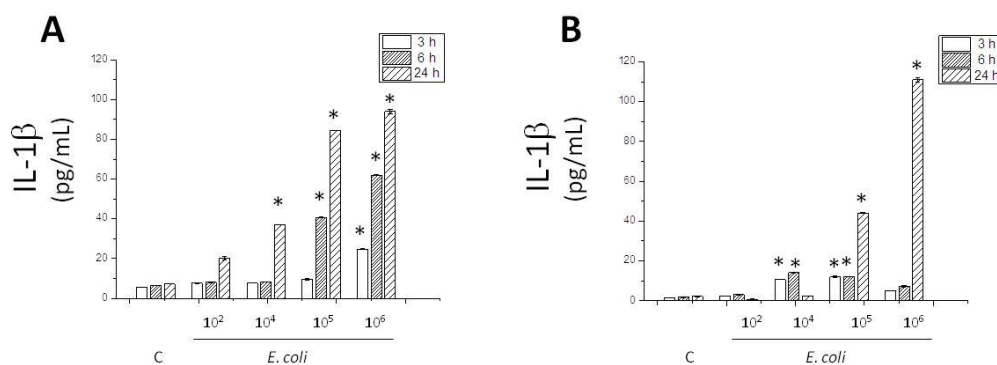 A
3 h
6 h
24 h
120
100
80
60
40
20
0
IL-1β
(pg/mL)
* * * * * *
10² 10⁴ 10⁵ 10⁶
C E. coli
B
3 h
6 h
24 h
120
100
80
60
40
20
0
IL-1β
(pg/mL)
* * * * * *
10² 10⁴ 10⁵ 10⁶
C E. coli